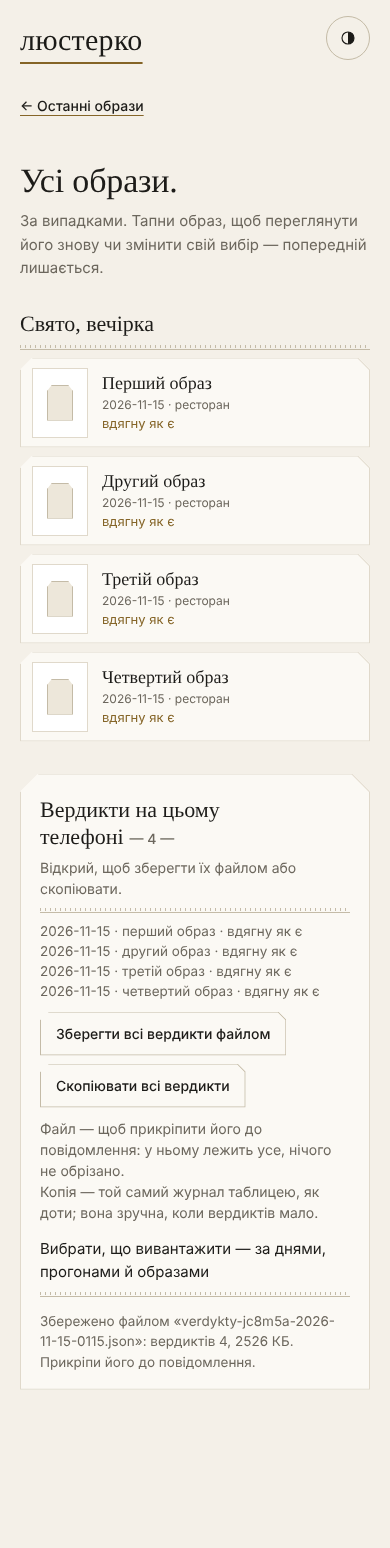 люстерко
← Останні образи
Усі образи.
За випадками. Тапни образ, щоб переглянути
його знову чи змінити свій вибір — попередній
лишається.
Свято, вечірка
Перший образ
2026-11-15 · ресторан
вдягну як є
Другий образ
2026-11-15 · ресторан
вдягну як є
Третій образ
2026-11-15 · ресторан
вдягну як є
Четвертий образ
2026-11-15 · ресторан
вдягну як є
Вердикти на цьому
телефоні — 4 —
Відкрий, щоб зберегти їх файлом або
скопіювати.
2026-11-15 · перший образ · вдягну як є
2026-11-15 · другий образ · вдягну як є
2026-11-15 · третій образ · вдягну як є
2026-11-15 · четвертий образ · вдягну як є
Зберегти всі вердикти файлом
Скопіювати всі вердикти
Файл — щоб прикріпити його до
повідомлення: у ньому лежить усе, нічого
не обрізано.
Копія — той самий журнал таблицею, як
доти; вона зручна, коли вердиктів мало.
Вибрати, що вивантажити — за днями,
прогонами й образами
Збережено файлом «verdykty-jc8m5a-2026-
11-15-0115.json»: вердиктів 4, 2526 КБ.
Прикріпи його до повідомлення.